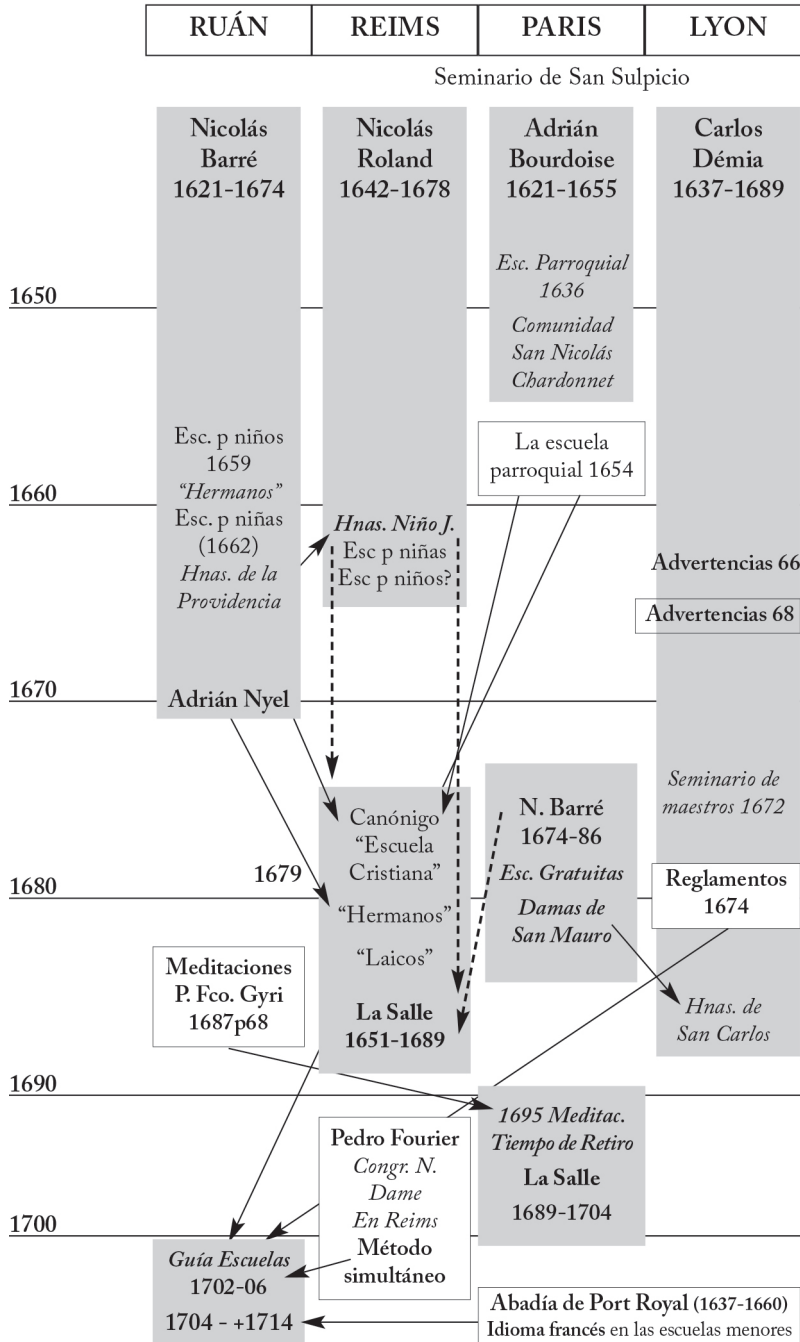 RUÁN
REIMS
PARIS
LYON
Seminario de San Sulpicio
Nicolás
Barré
1621-1674
Nicolás
Roland
1642-1678
Adrián
Bourdoise
1621-1655
Carlos
Démia
1637-1689
Esc. Parroquial
1636
Comunidad
San Nicolás
Chardonnet
1650
Esc. p niños
1659
“Hermanos”
Esc. p niñas
(1662)
Hnas. de la
Providencia
La escuela
parroquial 1654
1660
Hnas. Niño J.
Esc p niñas
Esc p niños?
Advertencias 66
Advertencias 68
1670
Adrián Nyel
Seminario de
maestros 1672
Canónigo
“Escuela
Cristiana”
“Hermanos”
“Laicos”
La Salle
1651-1689
N. Barré
1674-86
Esc. Gratuitas
Damas de
San Mauro
1679
1680
Reglamentos
1674
Meditaciones
P. Fco. Gyri
1687p68
Hnas. de
San Carlos
1690
1695 Meditac.
Tiempo de Retiro
La Salle
1689-1704
Pedro Fourier
Congr. N.
Dame
En Reims
Método
simultáneo
1700
Guía Escuelas
1702-06
1704 - +1714
Abadía de Port Royal (1637-1660)
Idioma francés en las escuelas menores